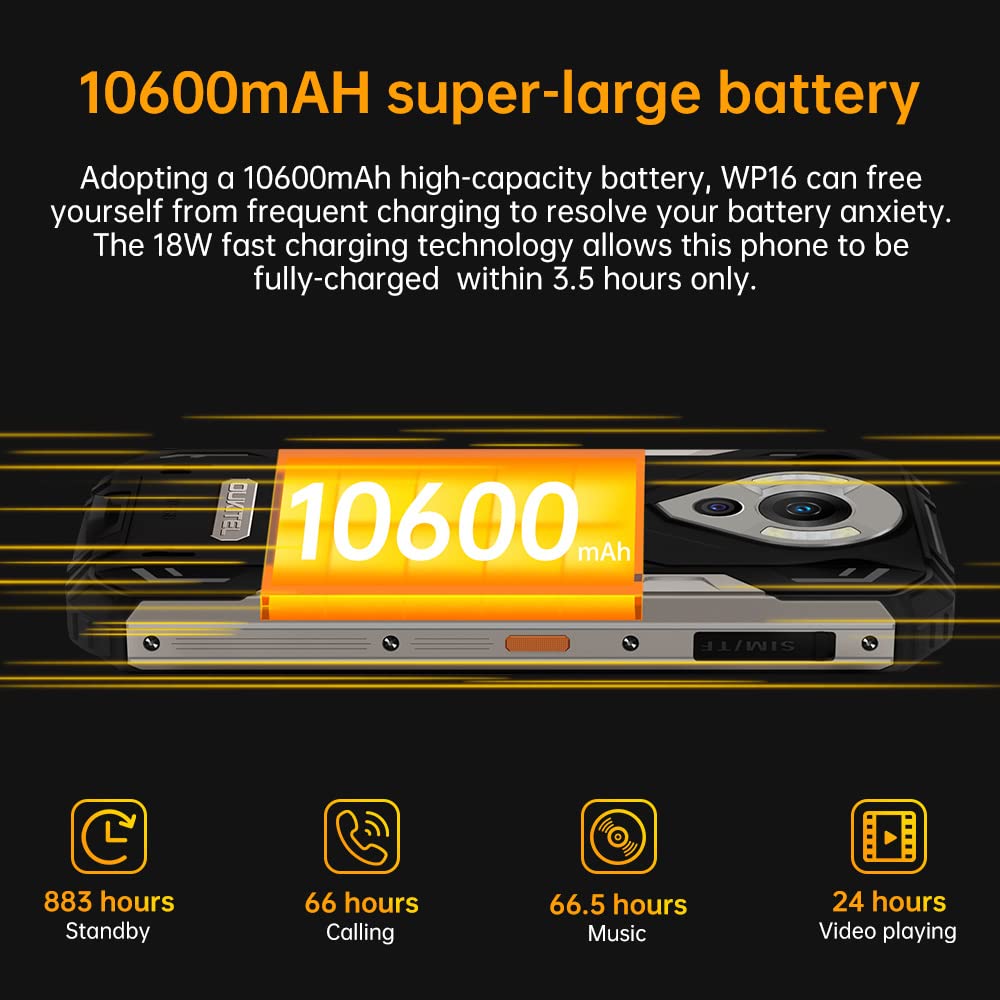 10600mAH super-large battery
Adopting a 10600mAh high-capacity battery, WP16 can free
yourself from frequent charging to resolve your battery anxiety.
The 18W fast charging technology allows this phone to be
fully-charged  within 3.5 hours only.
OUKITEL
10600mAh
SIM/TF
883 hours
Standby
66 hours
Calling
66.5 hours
Music
24 hours
Video playing